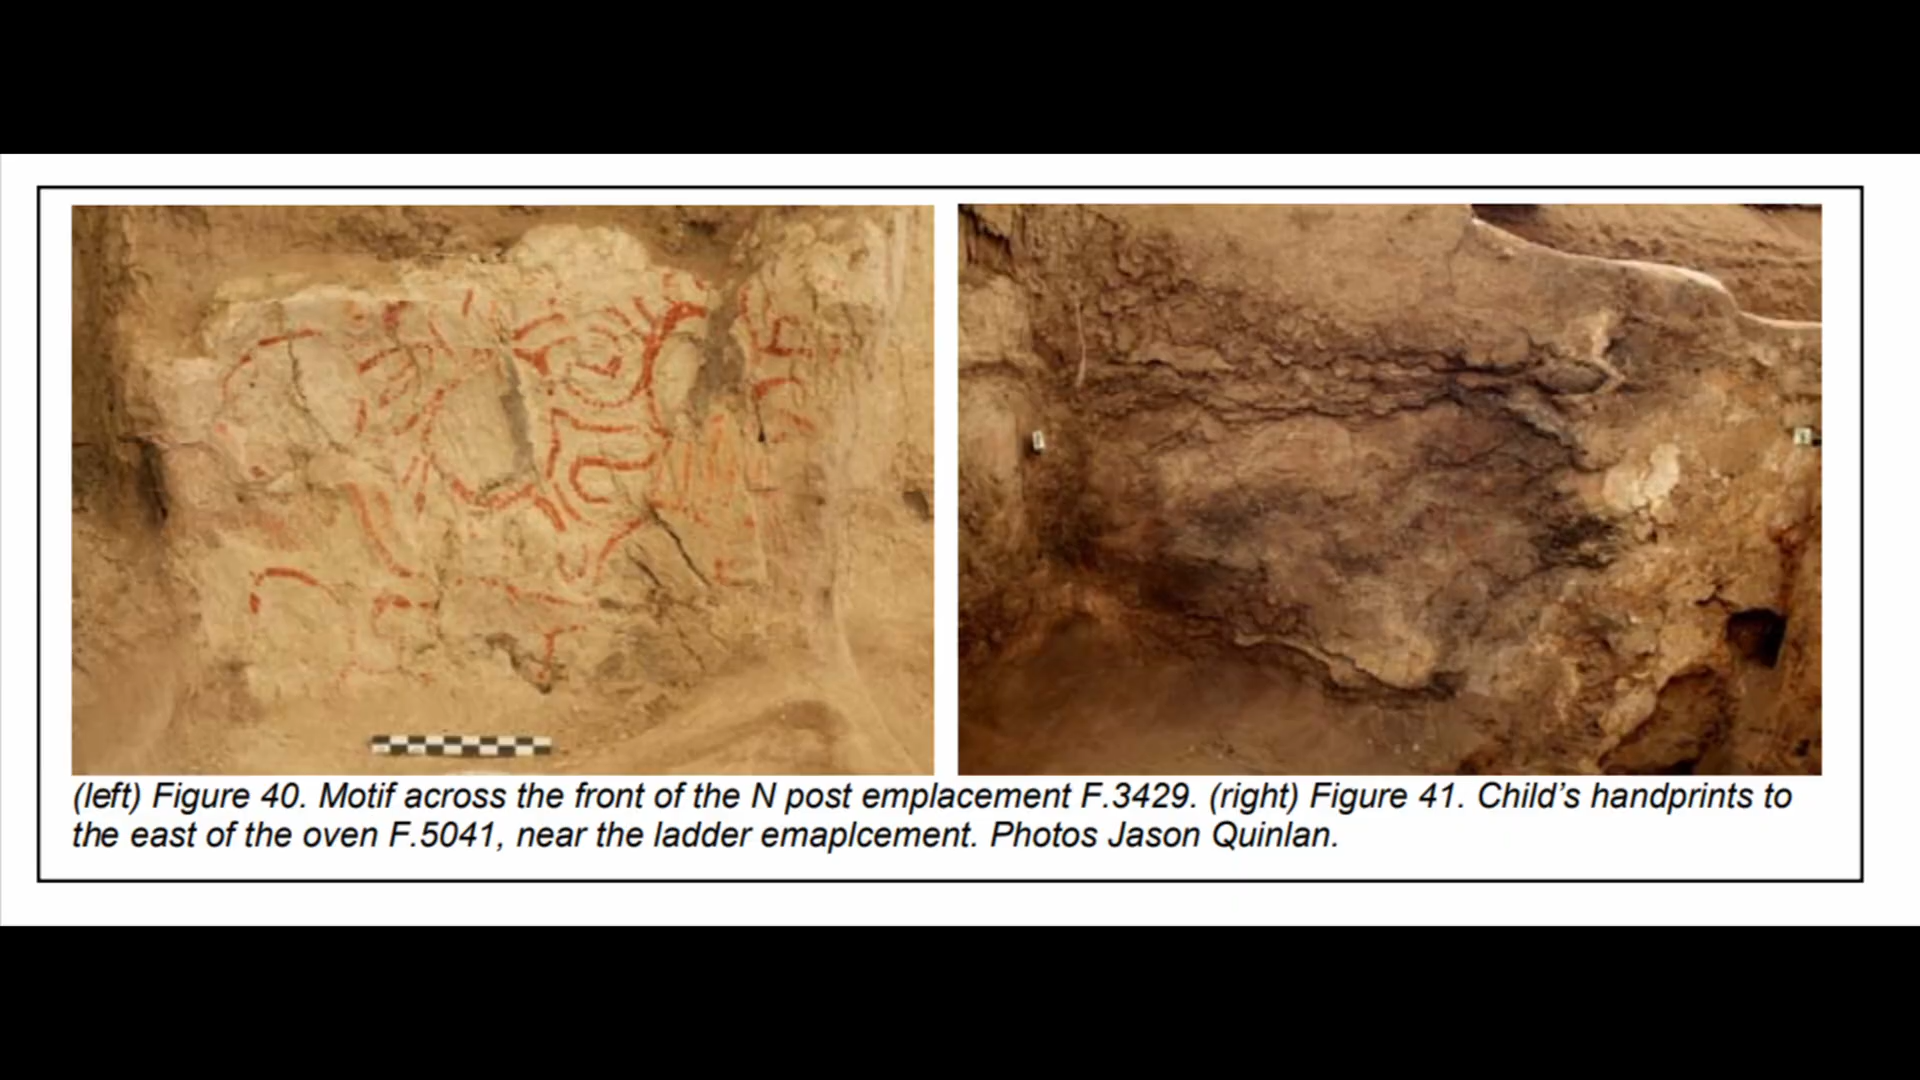 (left) Figure 40. Motif across the front of the N post emplacement F.3429. (right) Figure 41. Child's handprints to
the east of the oven F.5041, near the ladder emaplcement. Photos Jason Quinlan.